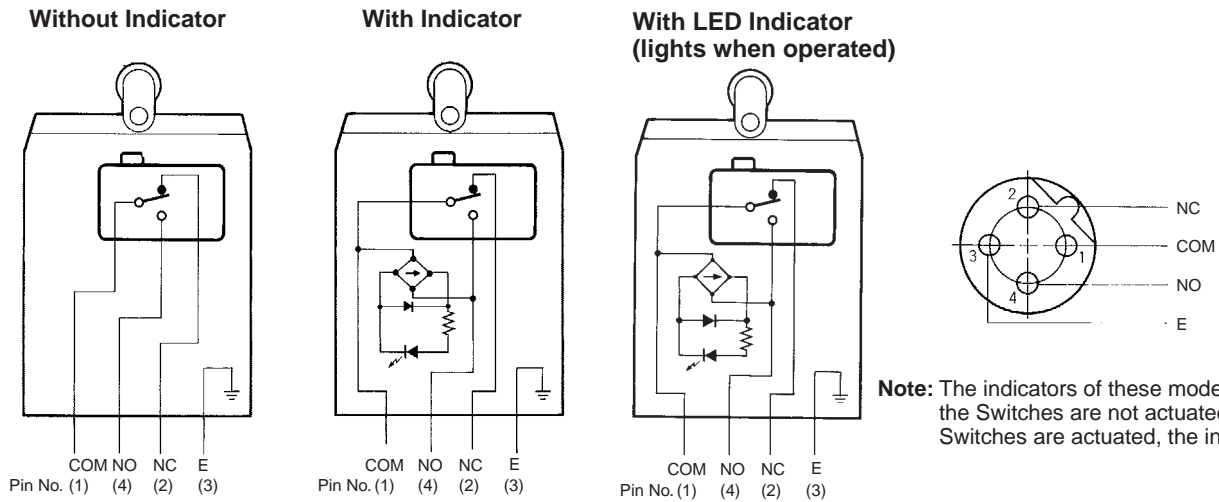 Without Indicator
With Indicator
With LED Indicator
(lights when operated)
COM NO NC E
Pin No. (1) (4) (2) (3)
COM NO NC E
Pin No. (1) (4) (2) (3)
COM NO NC E
Pin No. (1) (4) (2) (3)
2
NC
3
1
COM
4
NO
E
Note: The indicators of these
the Switches are not
Switches are actuated, the